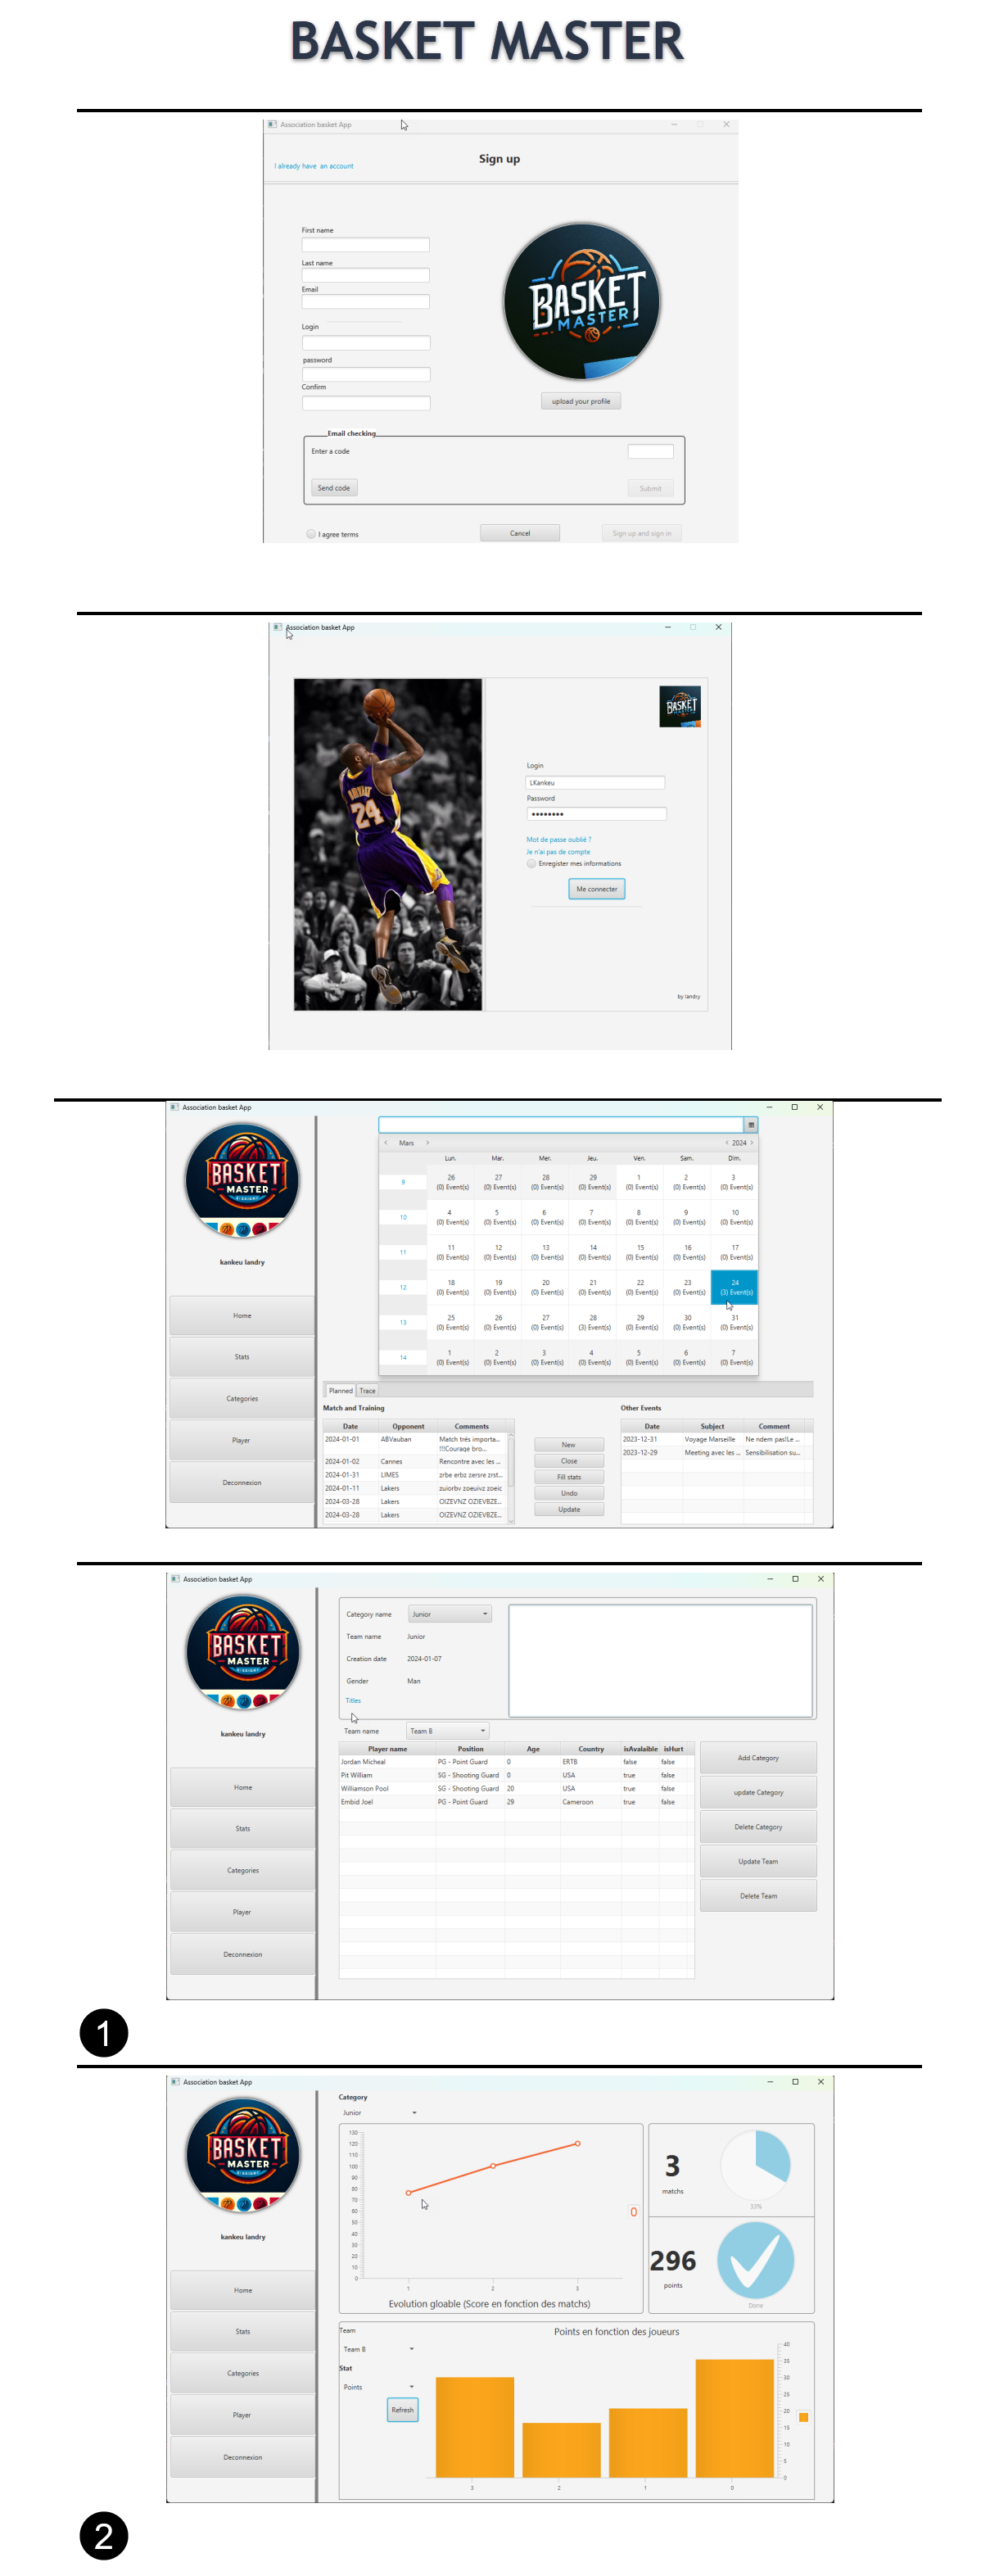 BASKET MASTER
Association basket App
I already have an account
Sign up
First name
Last name
Email
Login
password
Confirm
BASKET
MASTER
upload your profile
Email checking
Enter a code
Send code
Submit
I agree terms
Cancel
Sign up and sign in
Association basket App
BRYANT
24
BASKET
Login
LKankeu
Password
Mot de passe oublié ?
Je n'ai pas de compte
Enregister mes informations
Me connecter
by landry
Association basket App
BASKET
MASTER
kankeu landry
Home
Stats
Categories
Player
Deconnexion
Mars 2024
Lun. Mar. Mer. Jeu. Ven. Sam. Dim.
9 26 27 28 29 1 2 3
(0) Event(s) (0) Event(s) (0) Event(s) (0) Event(s) (0) Event(s) (0) Event(s) (0) Event(s)
10 4 5 6 7 8 9 10
(0) Event(s) (0) Event(s) (0) Event(s) (0) Event(s) (0) Event(s) (0) Event(s) (0) Event(s)
11 11 12 13 14 15 16 17
(0) Event(s) (0) Event(s) (0) Event(s) (0) Event(s) (0) Event(s) (0) Event(s) (0) Event(s)
12 18 19 20 21 22 23 24
(0) Event(s) (0) Event(s) (0) Event(s) (0) Event(s) (0) Event(s) (0) Event(s) (3) Event(s)
13 25 26 27 28 29 30 31
(0) Event(s) (0) Event(s) (0) Event(s) (3) Event(s) (0) Event(s) (0) Event(s) (0) Event(s)
14 1 2 3 4 5 6 7
(0) Event(s) (0) Event(s) (0) Event(s) (0) Event(s) (0) Event(s) (0) Event(s) (0) Event(s)
Planned Trace
Match and Training
Date Opponent Comments
2024-01-01 ABVauban Match très importa...
!!!Courage bro...
2024-01-02 Cannes Rencontre avec les ...
2024-01-31 LIMES zrbe erbz zersre zrst...
2024-01-11 Lakers zuiorbv zoeuivz zoeic
2024-03-28 Lakers OIZEVNZ OZIEVBZE...
2024-03-28 Lakers OIZEVNZ OZIEVBZE...
New
Close
Fill stats
Undo
Update
Other Events
Date Subject Comment
2023-12-31 Voyage Marseille Ne ndem pas!Le ...
2023-12-29 Meeting avec les ... Sensibilisation su...
Association basket App
BASKET
MASTER
kankeu landry
Home
Stats
Categories
Player
Deconnexion
Category name Junior
Team name Junior
Creation date 2024-01-07
Gender Man
Titles
Team name Team B
Player name Position Age Country isAvalaible isHurt
Jordan Micheal PG - Point Guard 0 ERTB false false
Pit William SG - Shooting Guard 0 USA true false
Williamson Pool SG - Shooting Guard 20 USA true false
Embid Joel PG - Point Guard 29 Cameroon true false
Add Category
update Category
Delete Category
Update Team
Delete Team
1
Association basket App
BASKET
MASTER
kankeu landry
Home
Stats
Categories
Player
Deconnexion
Category
Junior
130
120
110
100
90
80
70
60
50
40
30
20
10
0
1 2 3
0
Evolution gloable (Score en fonction des matchs)
3
matchs
33%
296
points
Done
Team
Team B
Stat
Points
Refresh
Points en fonction des joueurs
40
35
30
25
20
15
10
5
0
3 2 1 0
2